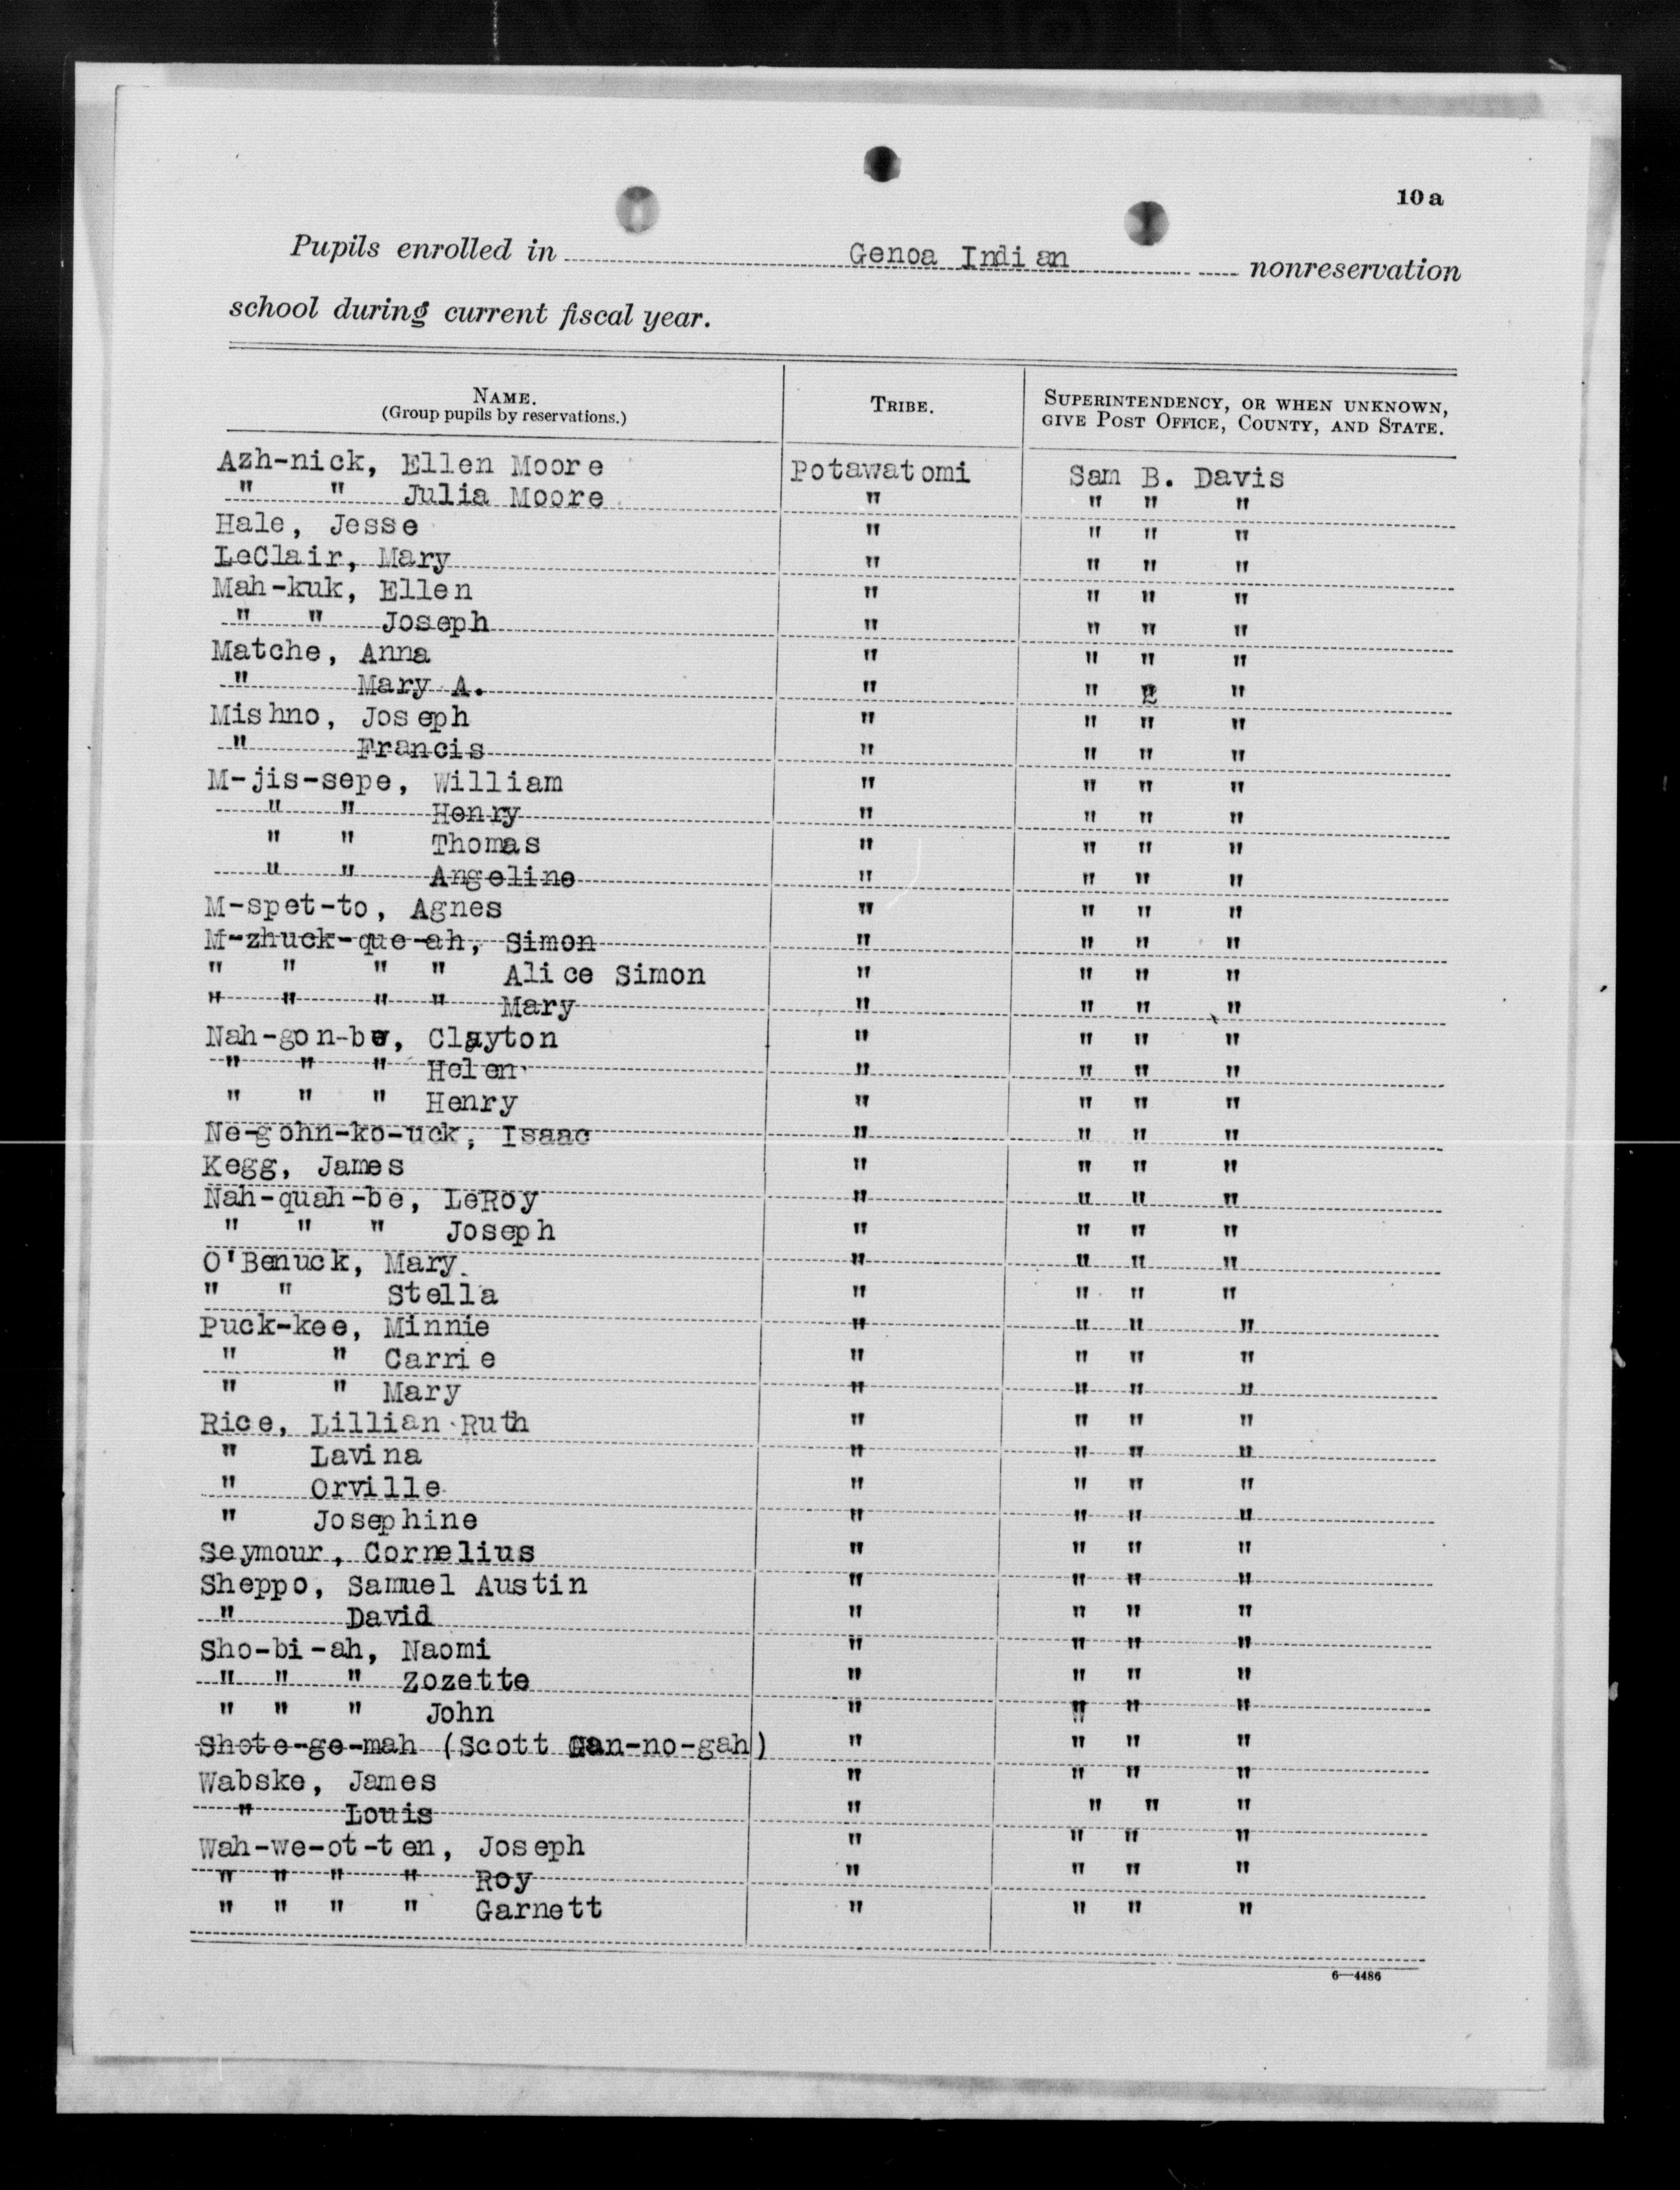 10a
Pupils enrolled in Genoa Indian nonreservation
school during current fiscal year.
NAME. (Group pupils by reservations.) TRIBE. SUPERINTENDENCY, OR WHEN UNKNOWN, GIVE POST OFFICE, COUNTY, AND STATE.
Azh-nick, Ellen Moore Potawatomi Sam B. Davis
" " Julia Moore " " " "
Hale, Jesse " " " "
LeClair, Mary " " " "
Mah-kuk, Ellen " " " "
" " Joseph " " " "
Matche, Anna " " " "
" Mary A. " " " "
Mishno, Joseph " " " "
" Francis " " " "
M-jis-sepe, William " " " "
" " Henry " " " "
" " Thomas " " " "
" " Angeline " " " "
M-spet-to, Agnes " " " "
M-zhuck-que-ah, Simon " " " "
" " " " Alice Simon " " " "
" " " " Mary " " " "
Nah-gon-be, Clayton " " " "
" " " Helen " " " "
" " " Henry " " " "
Ne-gohn-ko-uck, Isaac " " " "
Kegg, James " " " "
Nah-quah-be, LeRoy " " " "
" " " Joseph " " " "
O'Benuck, Mary. " " " "
" " Stella " " " "
Puck-kee, Minnie " " " "
" " Carrie " " " "
" " Mary " " " "
Rice, Lillian Ruth " " " "
" Lavina " " " "
" Orville " " " "
" Josephine " " " "
Seymour, Cornelius " " " "
Sheppo, Samuel Austin " " " "
" David " " " "
Sho-bi-ah, Naomi " " " "
" " " Zozette " " " "
" " " John " " " "
Shote-ge-mah (Scott -no-gah) " " " "
Wabske, James " " " "
" Louis " " " "
Wah-we-ot-ten, Joseph " " " "
" " " " Roy " " " "
" " " " Garnett " " " "
6—4486